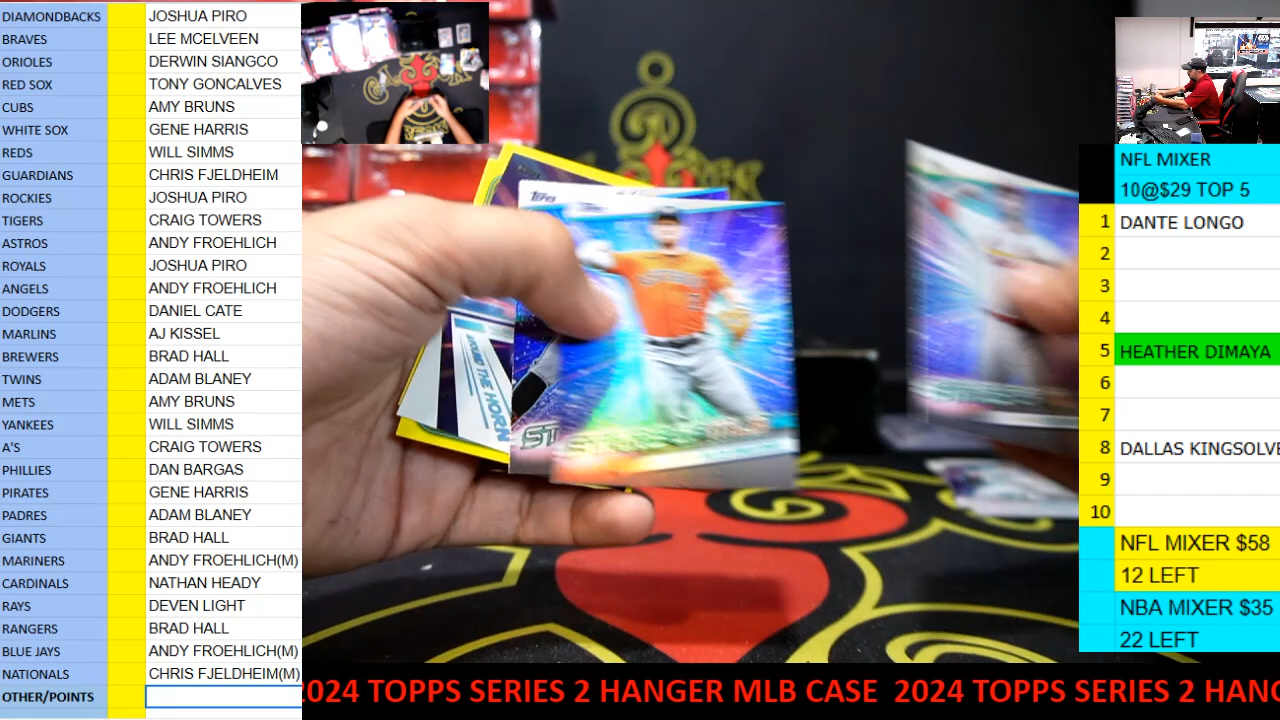 DIAMONDBACKS JOSHUA PIRO
BRAVES LEE MCELVEEN
ORIOLES DERWIN SIANGCO
RED SOX TONY GONCALVES
CUBS AMY BRUNS
WHITE SOX GENE HARRIS
REDS WILL SIMMS
GUARDIANS CHRIS FJELDHEIM
ROCKIES JOSHUA PIRO
TIGERS CRAIG TOWERS
ASTROS ANDY FROEHLICH
ROYALS JOSHUA PIRO
ANGELS ANDY FROEHLICH
DODGERS DANIEL CATE
MARLINS AJ KISSEL
BREWERS BRAD HALL
TWINS ADAM BLANEY
METS AMY BRUNS
YANKEES WILL SIMMS
A'S CRAIG TOWERS
PHILLIES DAN BARGAS
PIRATES GENE HARRIS
PADRES ADAM BLANEY
GIANTS BRAD HALL
MARINERS ANDY FROEHLICH(M)
CARDINALS NATHAN HEADY
RAYS DEVEN LIGHT
RANGERS BRAD HALL
BLUE JAYS ANDY FROEHLICH(M)
NATIONALS CHRIS FJELDHEIM(M)
OTHER/POINTS
Topps
THE HORN
ST
NFL MIXER
10@$29 TOP 5
1 DANTE LONGO
2
3
4
5 HEATHER DIMAYA
6
7
8 DALLAS KINGSOLVE
9
10
NFL MIXER $58
12 LEFT
NBA MIXER $35
22 LEFT
2024 TOPPS SERIES 2 HANGER MLB CASE 2024 TOPPS SERIES 2 HANG